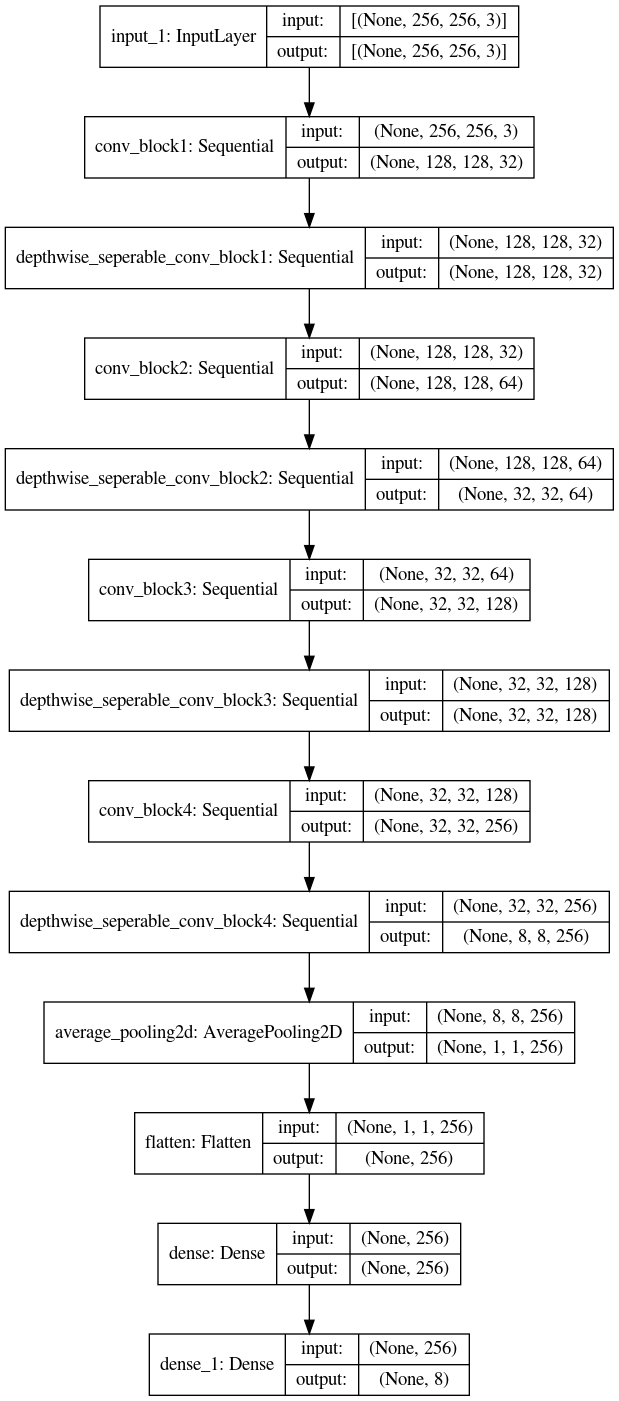 input_1: InputLayer
input:
[(None, 256, 256, 3)]
output:
[(None, 256, 256, 3)]
conv_block1: Sequential
input:
(None, 256, 256, 3)
output:
(None, 128, 128, 32)
depthwise_seperable_conv_block1: Sequential
input:
(None, 128, 128, 32)
output:
(None, 128, 128, 32)
conv_block2: Sequential
input:
(None, 128, 128, 32)
output:
(None, 128, 128, 64)
depthwise_seperable_conv_block2: Sequential
input:
(None, 128, 128, 64)
output:
(None, 32, 32, 64)
conv_block3: Sequential
input:
(None, 32, 32, 64)
output:
(None, 32, 32, 128)
depthwise_seperable_conv_block3: Sequential
input:
(None, 32, 32, 128)
output:
(None, 32, 32, 128)
conv_block4: Sequential
input:
(None, 32, 32, 128)
output:
(None, 32, 32, 256)
depthwise_seperable_conv_block4: Sequential
input:
(None, 32, 32, 256)
output:
(None, 8, 8, 256)
average_pooling2d: AveragePooling2D
input:
(None, 8, 8, 256)
output:
(None, 1, 1, 256)
flatten: Flatten
input:
(None, 1, 1, 256)
output:
(None, 256)
dense: Dense
input:
(None, 256)
output:
(None, 256)
dense_1: Dense
input:
(None, 256)
output:
(None, 8)